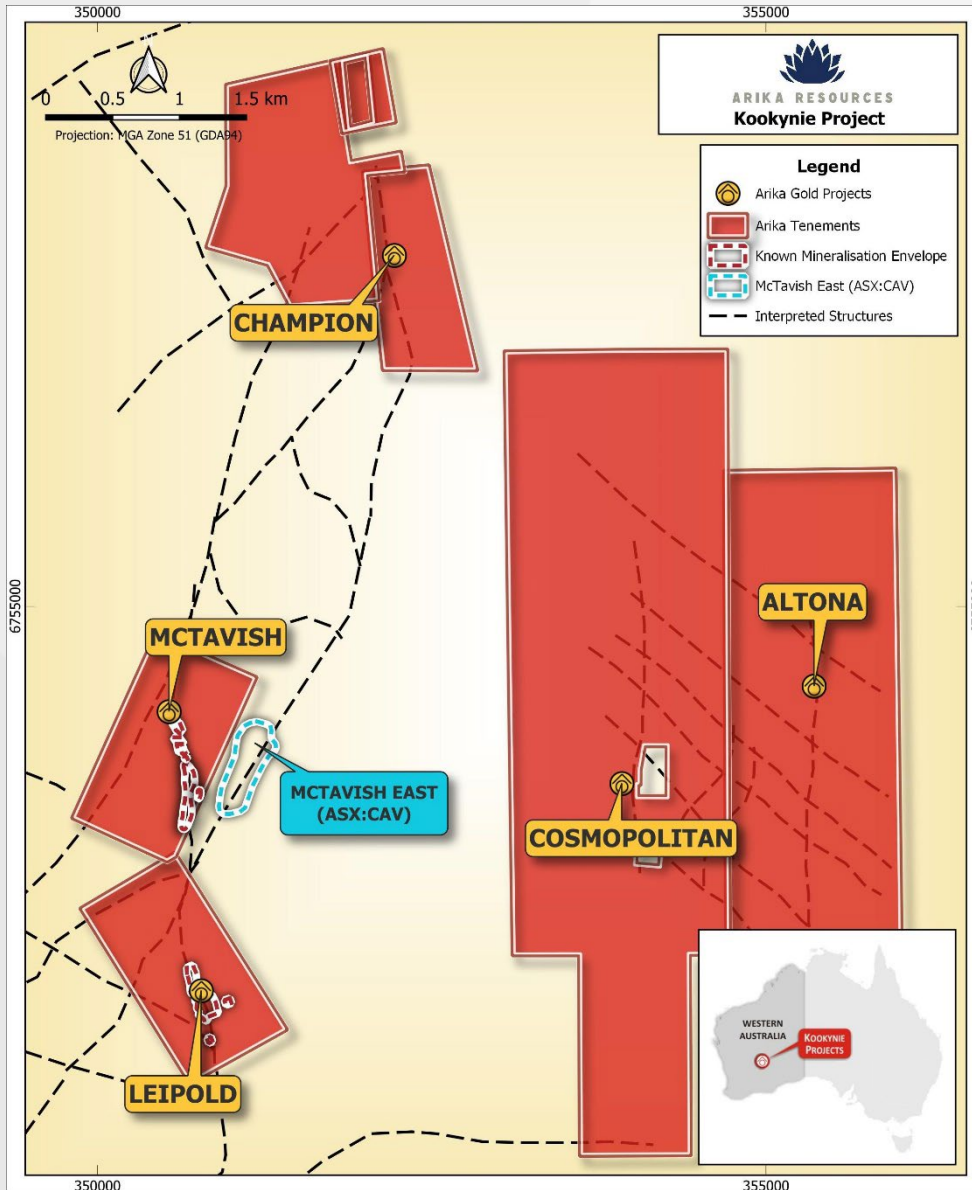 350000
355000
0 0.5 1 1.5 km
Projection: MGA Zone 51 (GDA94)
ARIKA RESOURCES
Kookynie Project
Legend
Arika Gold Projects
Arika Tenements
Known Mineralisation Envelope
McTavish East (ASX:CAV)
Interpreted Structures
CHAMPION
6755000
ALTONA
MCTAVISH
MCTAVISH EAST
(ASX:CAV)
COSMOPOLITAN
LEIPOLD
WESTERN
AUSTRALIA
KOOKYNIE
PROJECTS
350000
355000